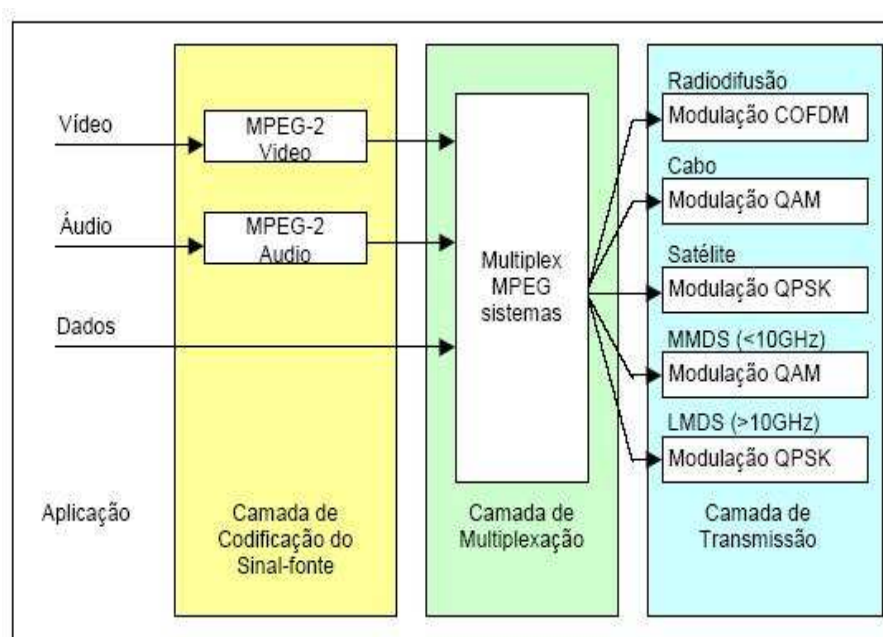 Vídeo
Áudio
Dados
Aplicação
MPEG-2
Video
MPEG-2
Audio
Camada de
Codificação do
Sinal-fonte
Multiplex
MPEG
sistemas
Camada de
Multiplexação
Radiodifusão
Modulação COFDM
Cabo
Modulação QAM
Satélite
Modulação QPSK
MMDS (<10GHz)
Modulação QAM
LMDS (>10GHz)
Modulação QPSK
Camada de
Transmissão